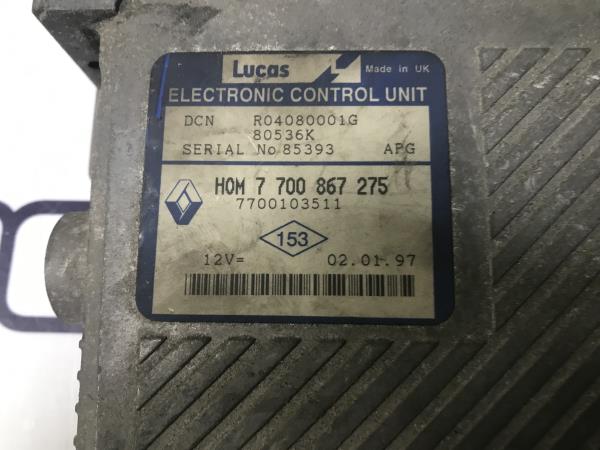 Lucas
Made in UK
ELECTRONIC CONTROL UNIT
DCN R04080001G
80536K
SERIAL No 85393 APG
HOM 7 700 867 275
7700103511
153
12V= 02.01.97